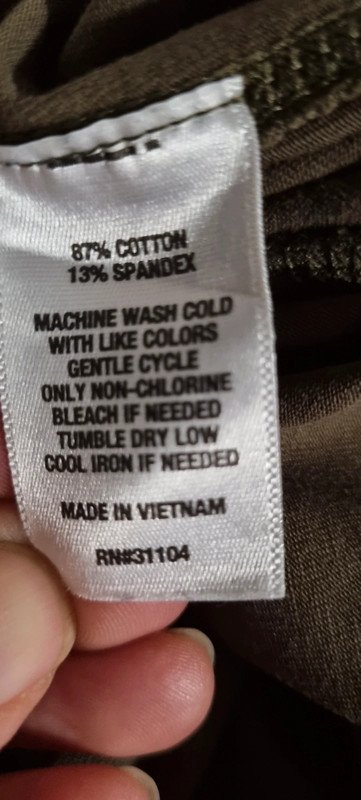 87% COTTON
13% SPANDEX
MACHINE WASH COLD
WITH LIKE COLORS
GENTLE CYCLE
ONLY NON-CHLORINE
BLEACH IF NEEDED
TUMBLE DRY LOW
COOL IRON IF NEEDED
MADE IN VIETNAM
RN#31104